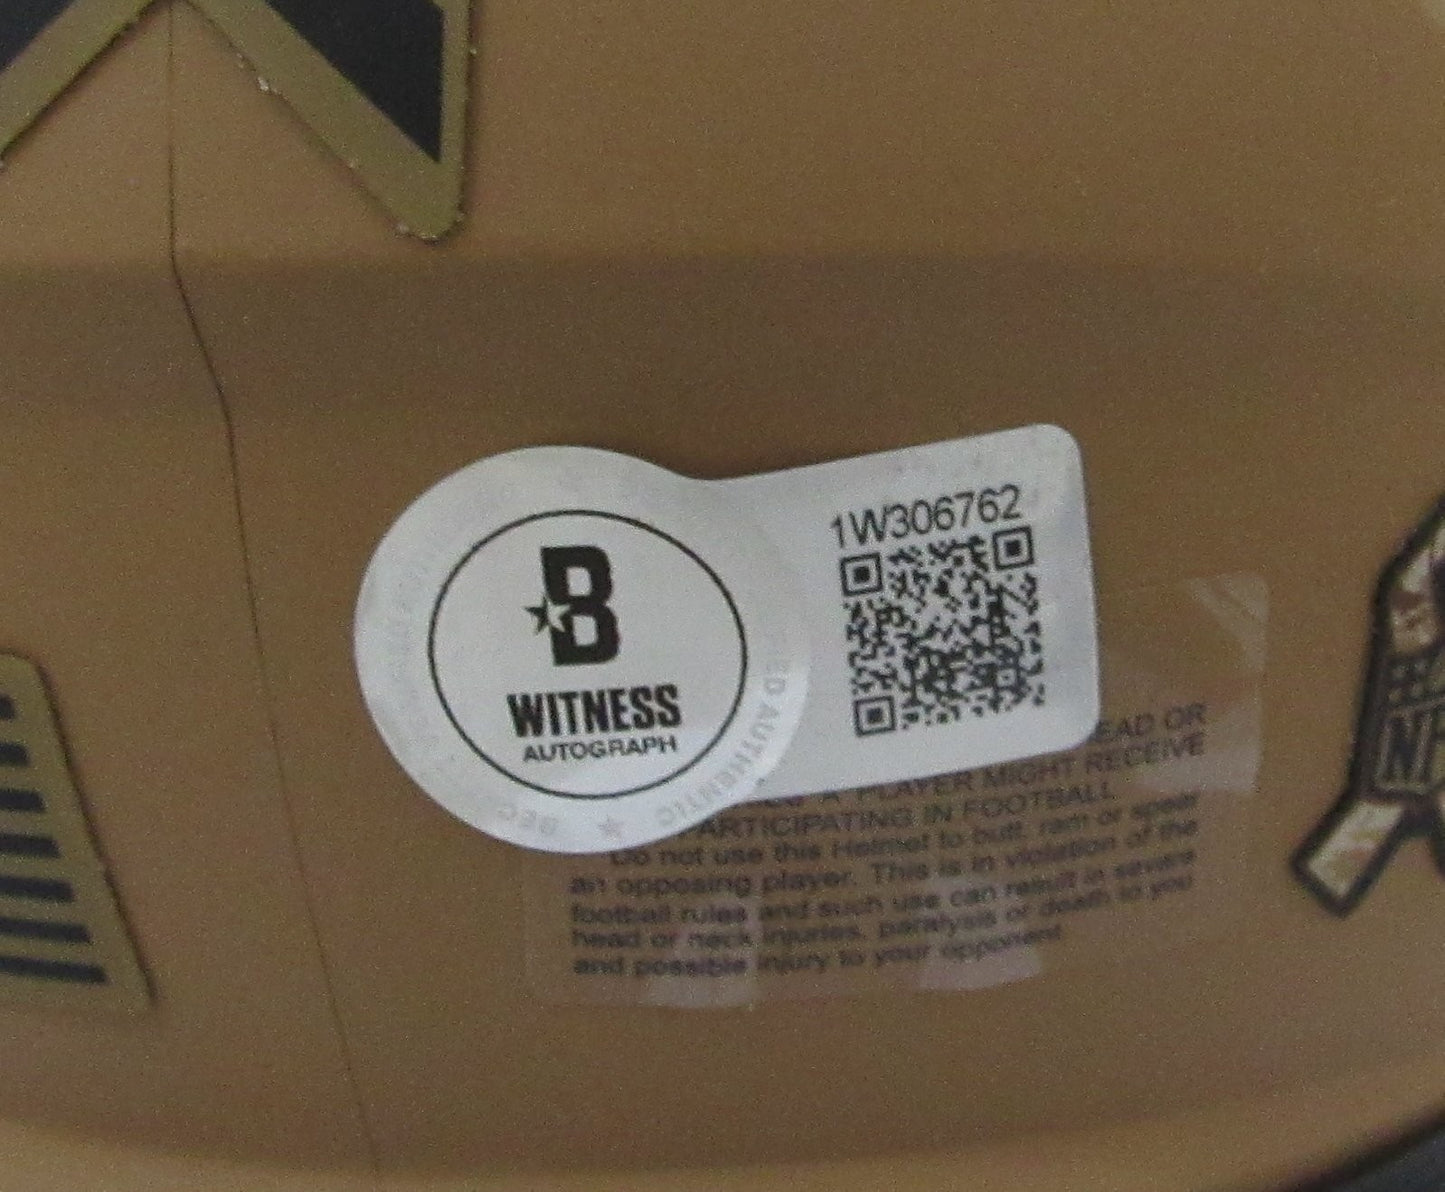 1W306762
B
WITNESS
AUTOGRAPH
AUTHENTIC
EAD OR
A PLAYER MIGHT RECEIVE
PARTICIPATING IN FOOTBALL.
Do not use this Helmet to butt, ram or spear
an opposing player. This is in violation of the
football rules and such use can result in severe
head or neck injuries, paralysis or death to you
and possible injury to your opponent.